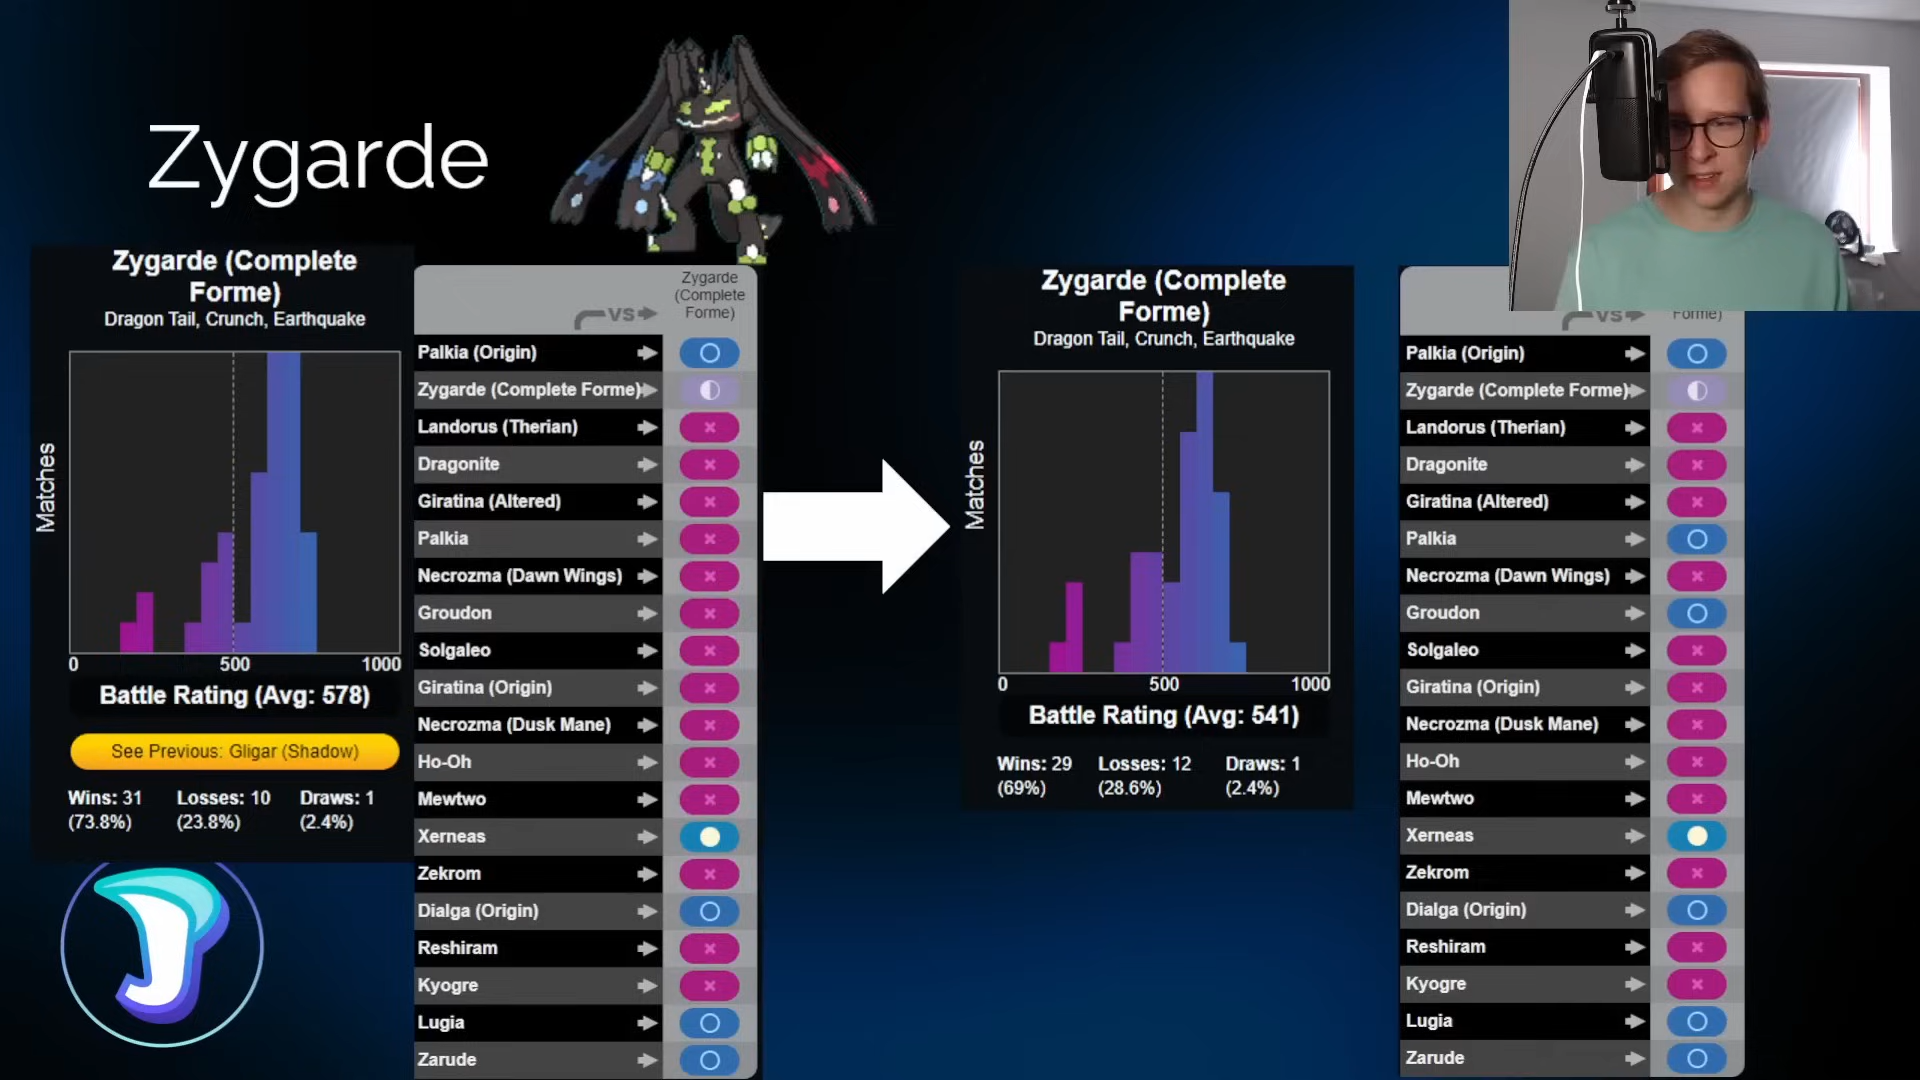 Zygarde
Zygarde (Complete
Forme)
Dragon Tail, Crunch, Earthquake
Matches
0
500
1000
Battle Rating (Avg: 578)
See Previous: Gligar (Shadow)
Wins: 31
(73.8%)
Losses: 10
(23.8%)
Draws: 1
(2.4%)
Zygarde
(Complete
Forme)
VS
Palkia (Origin)
Zygarde (Complete Forme)
Landorus (Therian)
Dragonite
Giratina (Altered)
Palkia
Necrozma (Dawn Wings)
Groudon
Solgaleo
Giratina (Origin)
Necrozma (Dusk Mane)
Ho-Oh
Mewtwo
Xerneas
Zekrom
Dialga (Origin)
Reshiram
Kyogre
Lugia
Zarude
Zygarde (Complete
Forme)
Dragon Tail, Crunch, Earthquake
Matches
0
500
1000
Battle Rating (Avg: 541)
Wins: 29
(69%)
Losses: 12
(28.6%)
Draws: 1
(2.4%)
VS
Forme)
Palkia (Origin)
Zygarde (Complete Forme)
Landorus (Therian)
Dragonite
Giratina (Altered)
Palkia
Necrozma (Dawn Wings)
Groudon
Solgaleo
Giratina (Origin)
Necrozma (Dusk Mane)
Ho-Oh
Mewtwo
Xerneas
Zekrom
Dialga (Origin)
Reshiram
Kyogre
Lugia
Zarude